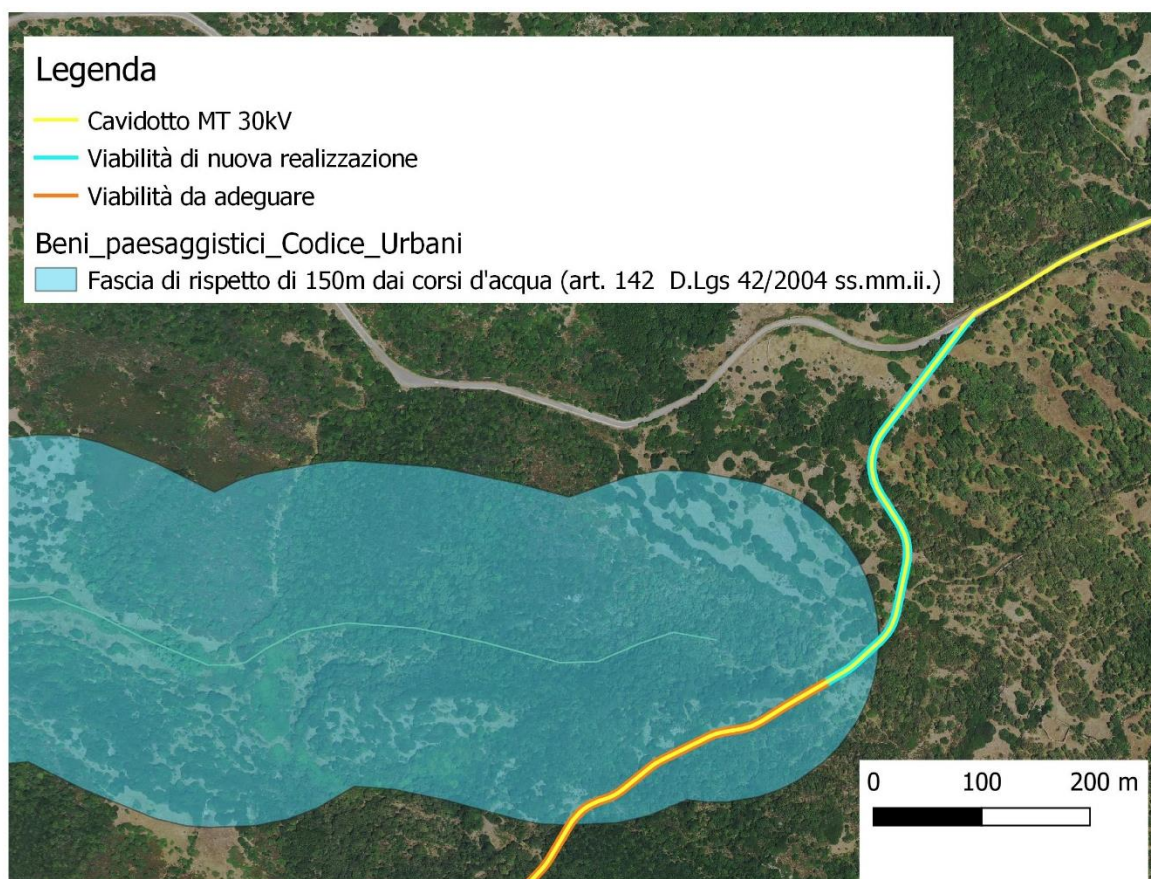 Legenda
Cavidotto MT 30kV
Viabilità di nuova realizzazione
Viabilità da adeguare
Beni_paesaggistici_Codice_Urbani
Fascia di rispetto di 150m dai corsi d'acqua (art. 142  D.Lgs 42/2004 ss.mm.ii.)
0 100 200 m